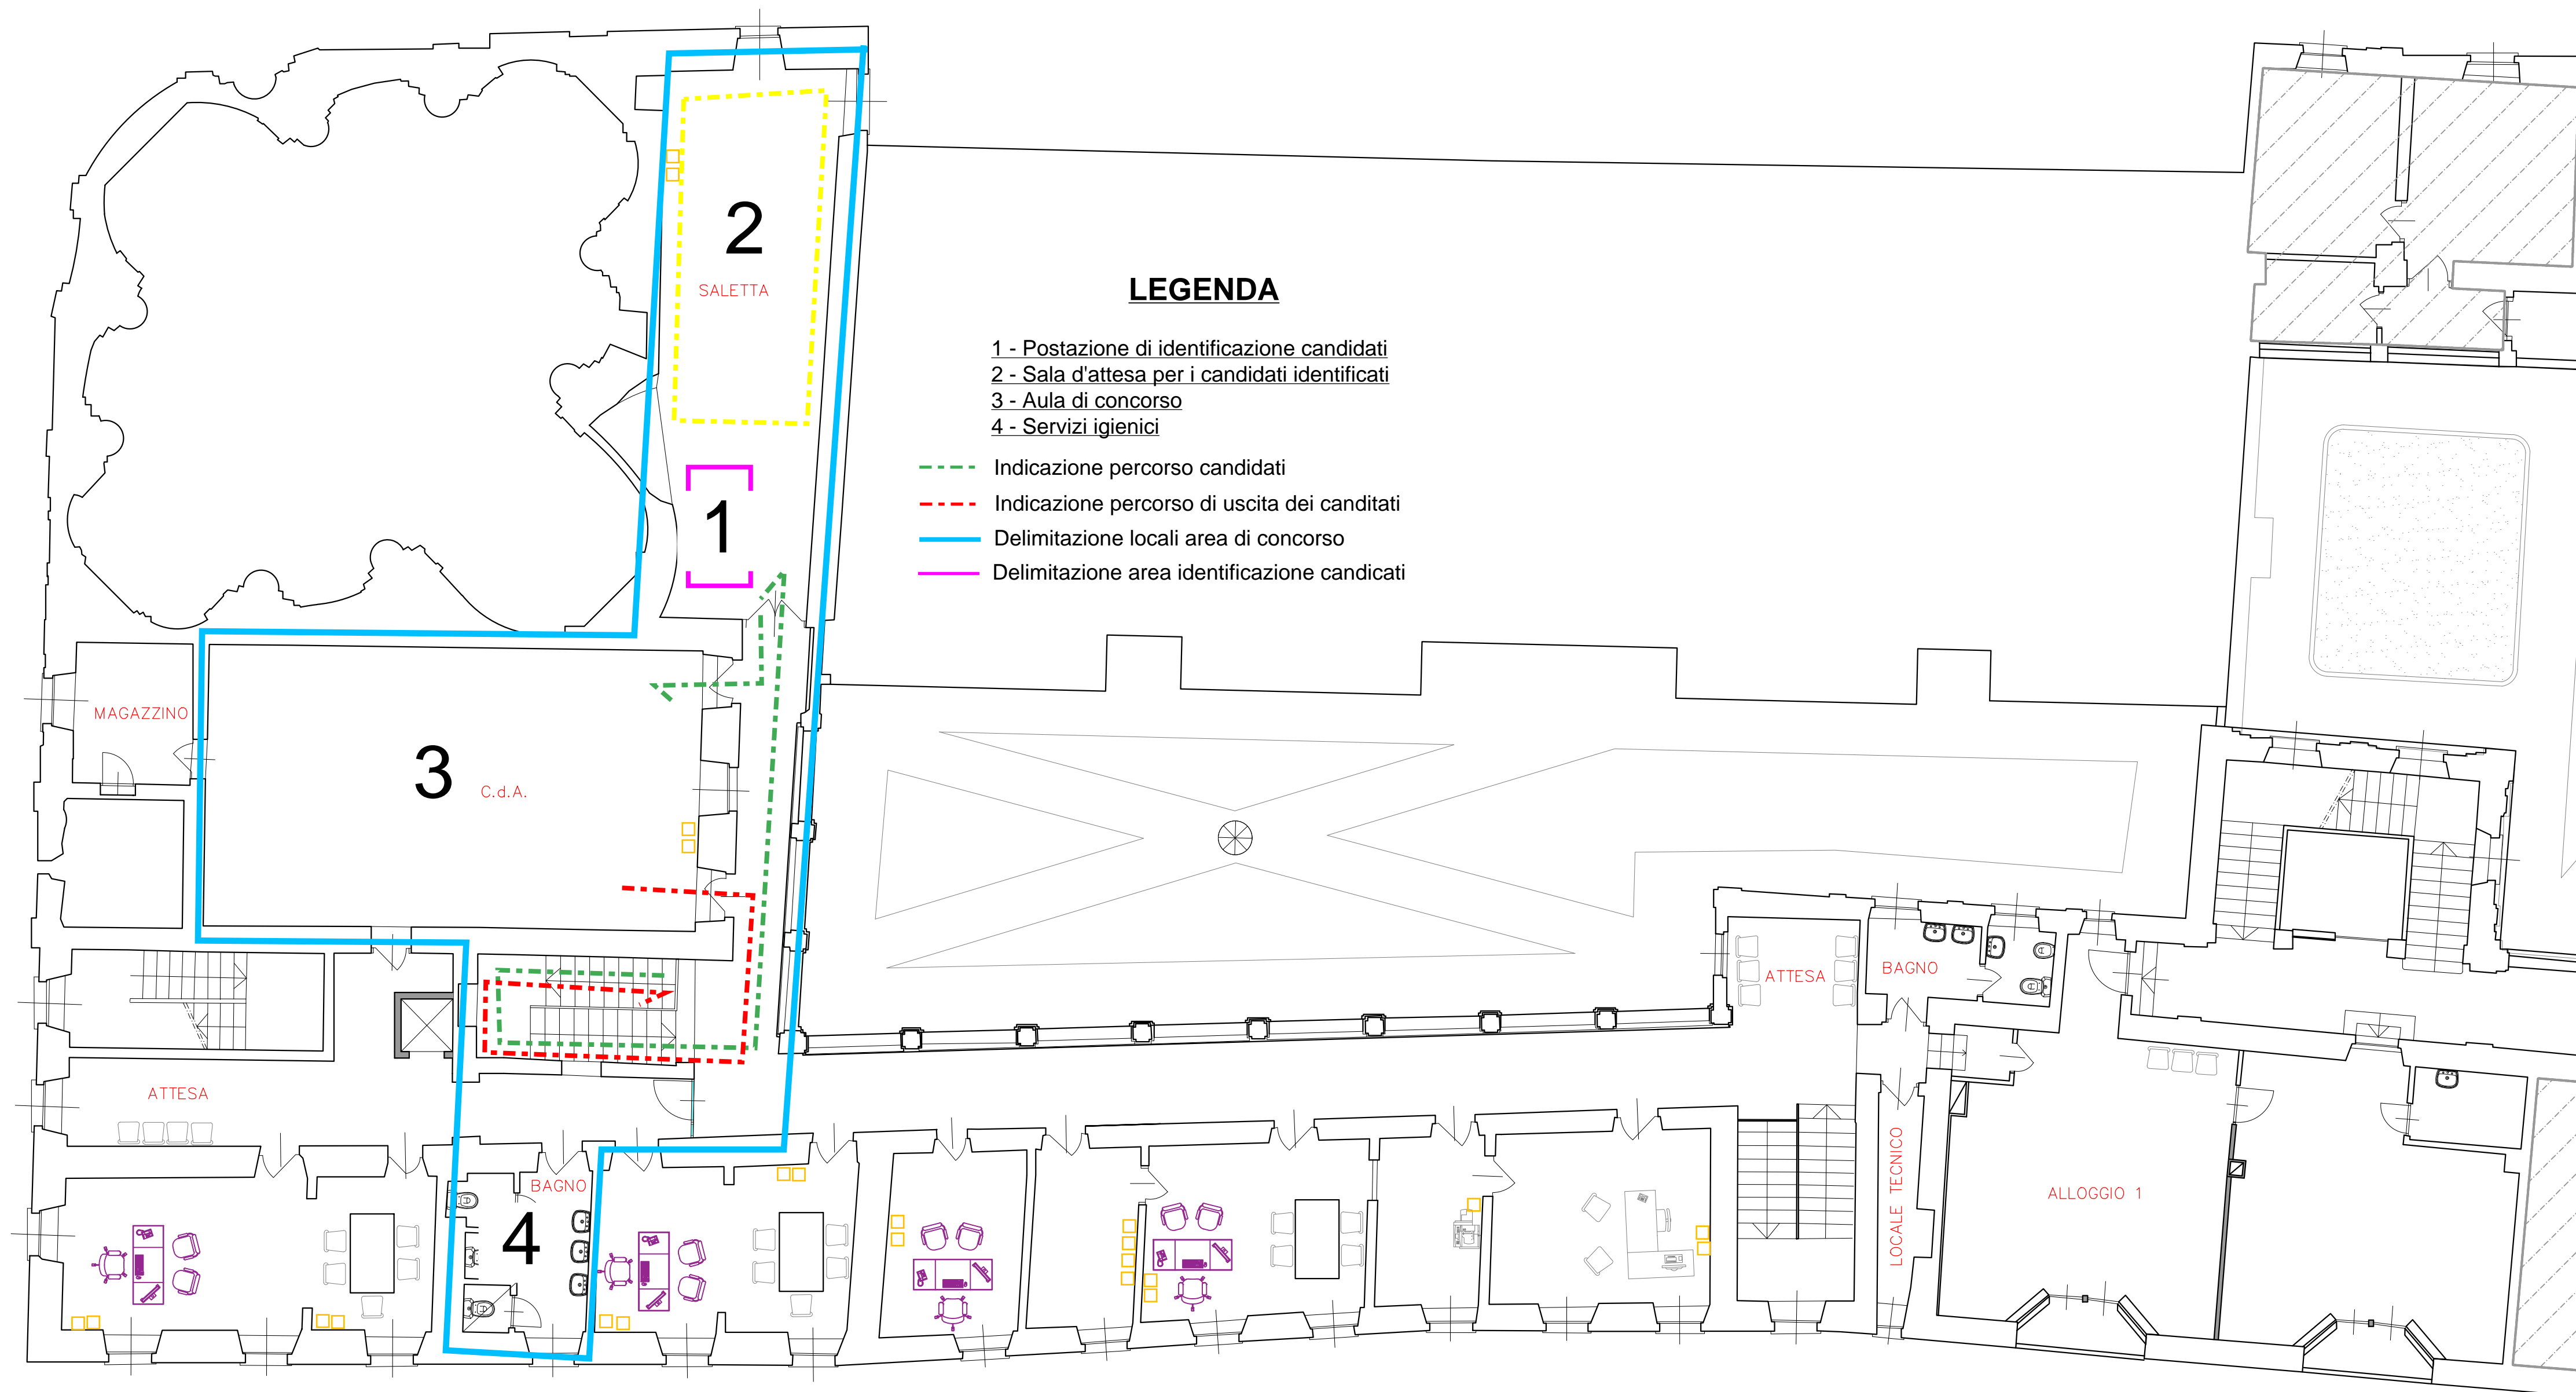 2
SALETTA
LEGENDA
1 - Postazione di identificazione candidati
2 - Sala d'attesa per i candidati identificati
3 - Aula di concorso
4 - Servizi igienici
Indicazione percorso candidati
Indicazione percorso di uscita dei canditati
Delimitazione locali area di concorso
Delimitazione area identificazione candicati
1
MAGAZZINO
3
C.d.A.
ATTESA
BAGNO
ATTESA
BAGNO
4
LOCALE TECNICO
ALLOGGIO 1